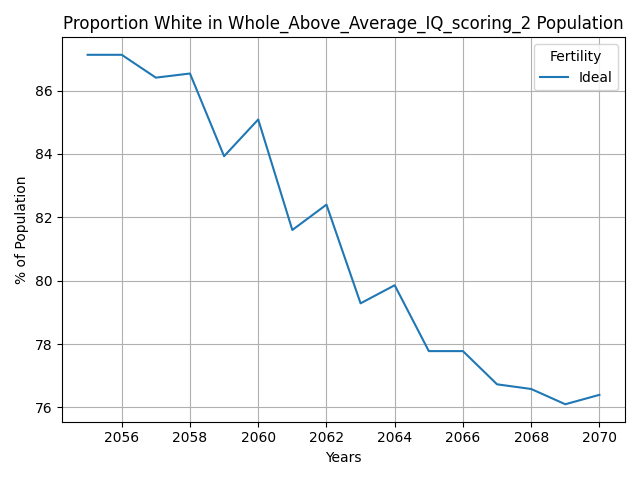 Proportion White in Whole_Above_Average_IQ_scoring_2 Population
Fertility
Ideal
86
84
82
80
78
76
% of Population
2056 2058 2060 2062 2064 2066 2068 2070
Years